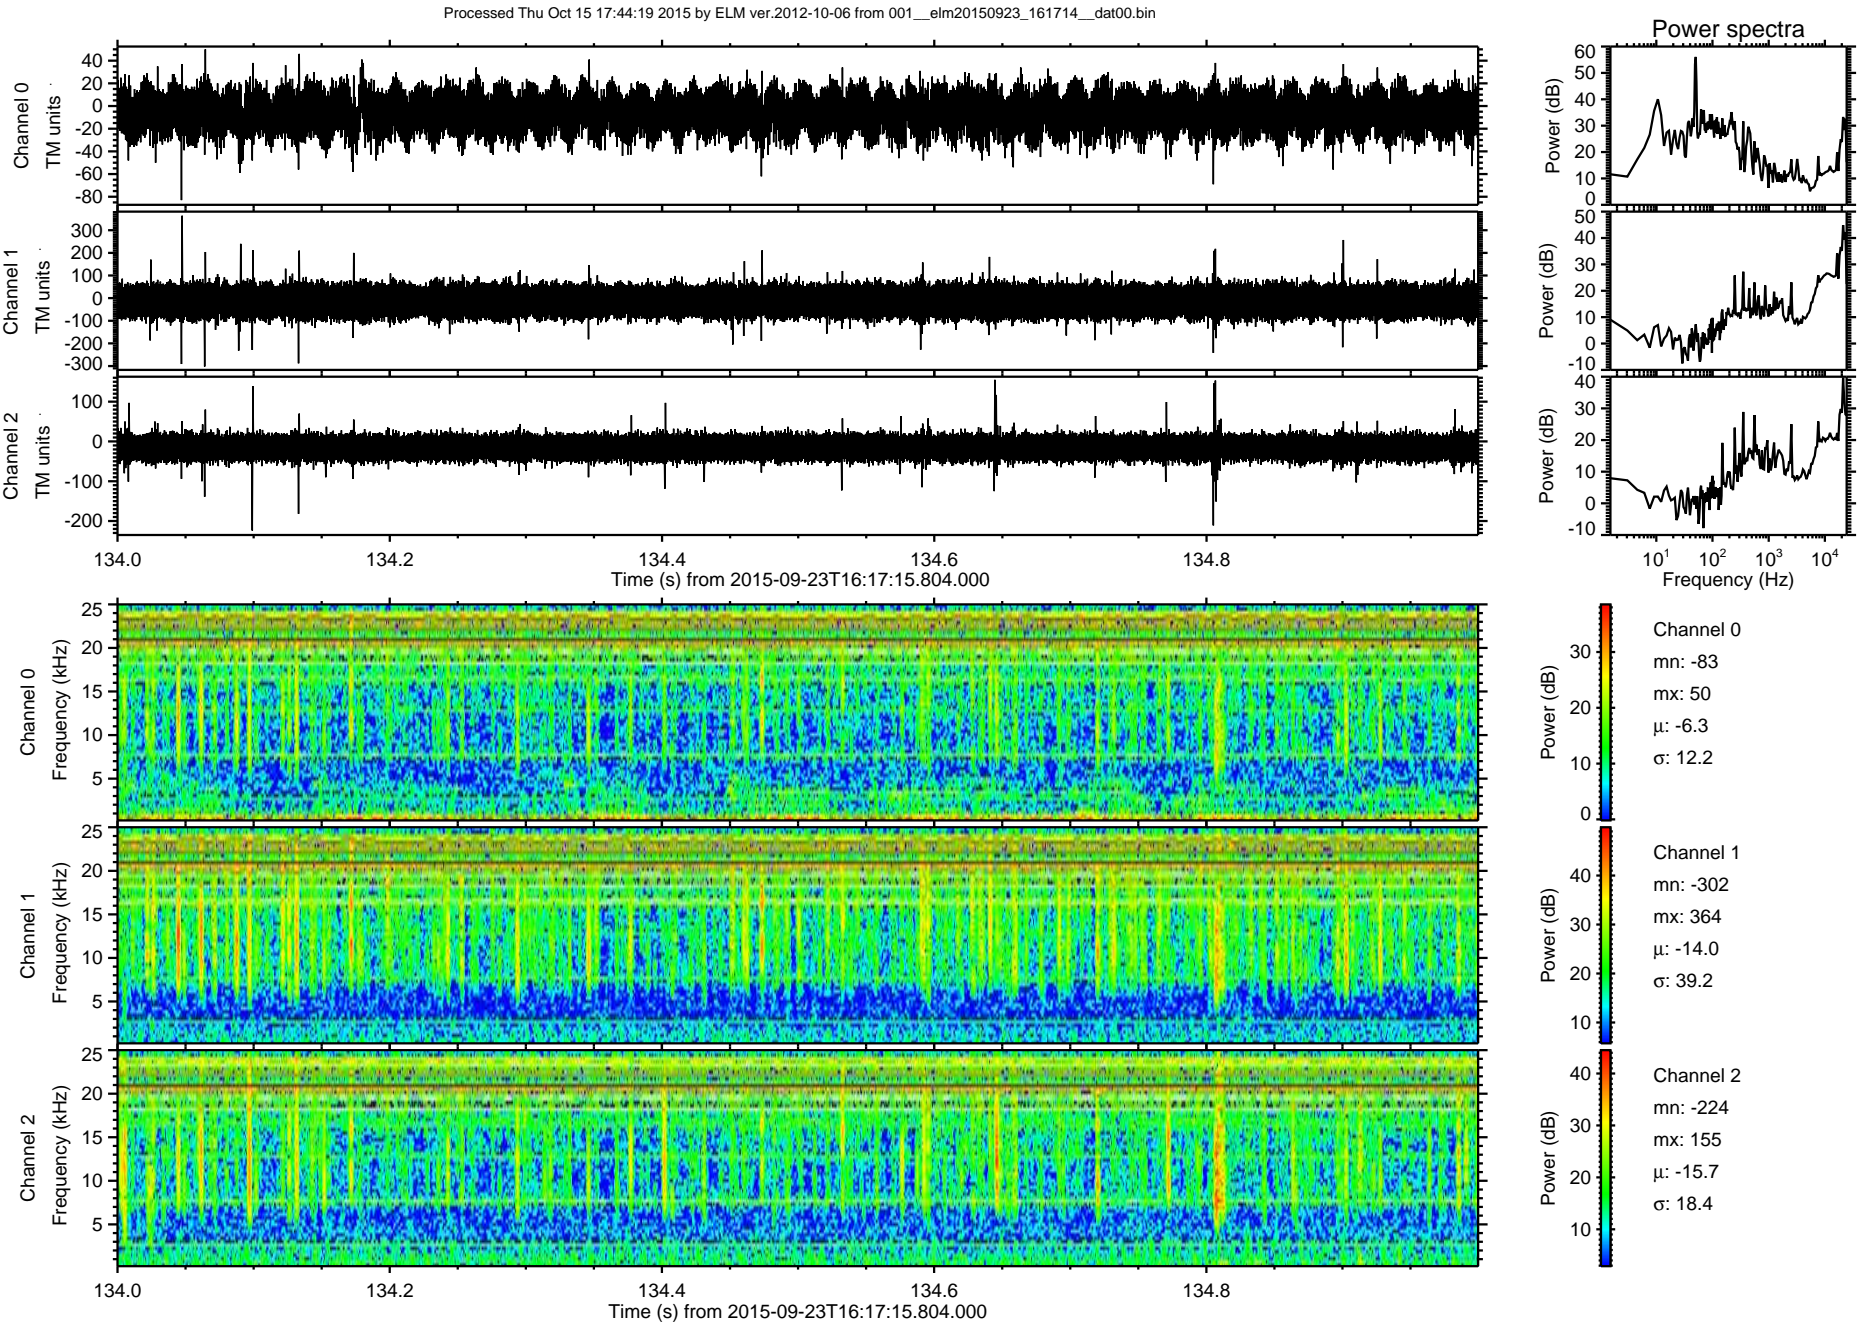 Processed Thu Oct 15 17:44:19 2015 by ELM ver.2012-10-06 from 001__elm20150923_161714__dat00.bin
Power spectra
Channel 0
TM units
40
20
0
-20
-40
-60
-80
Power (dB)
60
50
40
30
20
10
0
Channel 1
TM units
300
200
100
0
-100
-200
-300
Power (dB)
50
40
30
20
10
0
-10
Channel 2
TM units
100
0
-100
-200
Power (dB)
40
30
20
10
0
-10
134.0 134.2 134.4 134.6 134.8
Time (s) from 2015-09-23T16:17:15.804.000
10^1 10^2 10^3 10^4
Frequency (Hz)
Channel 0
Frequency (kHz)
25
20
15
10
5
Power (dB)
30
20
10
0
Channel 0
mn: -83
mx: 50
μ: -6.3
σ: 12.2
Channel 1
Frequency (kHz)
25
20
15
10
5
Power (dB)
40
30
20
10
Channel 1
mn: -302
mx: 364
μ: -14.0
σ: 39.2
Channel 2
Frequency (kHz)
25
20
15
10
5
Power (dB)
40
30
20
10
Channel 2
mn: -224
mx: 155
μ: -15.7
σ: 18.4
134.0 134.2 134.4 134.6 134.8
Time (s) from 2015-09-23T16:17:15.804.000